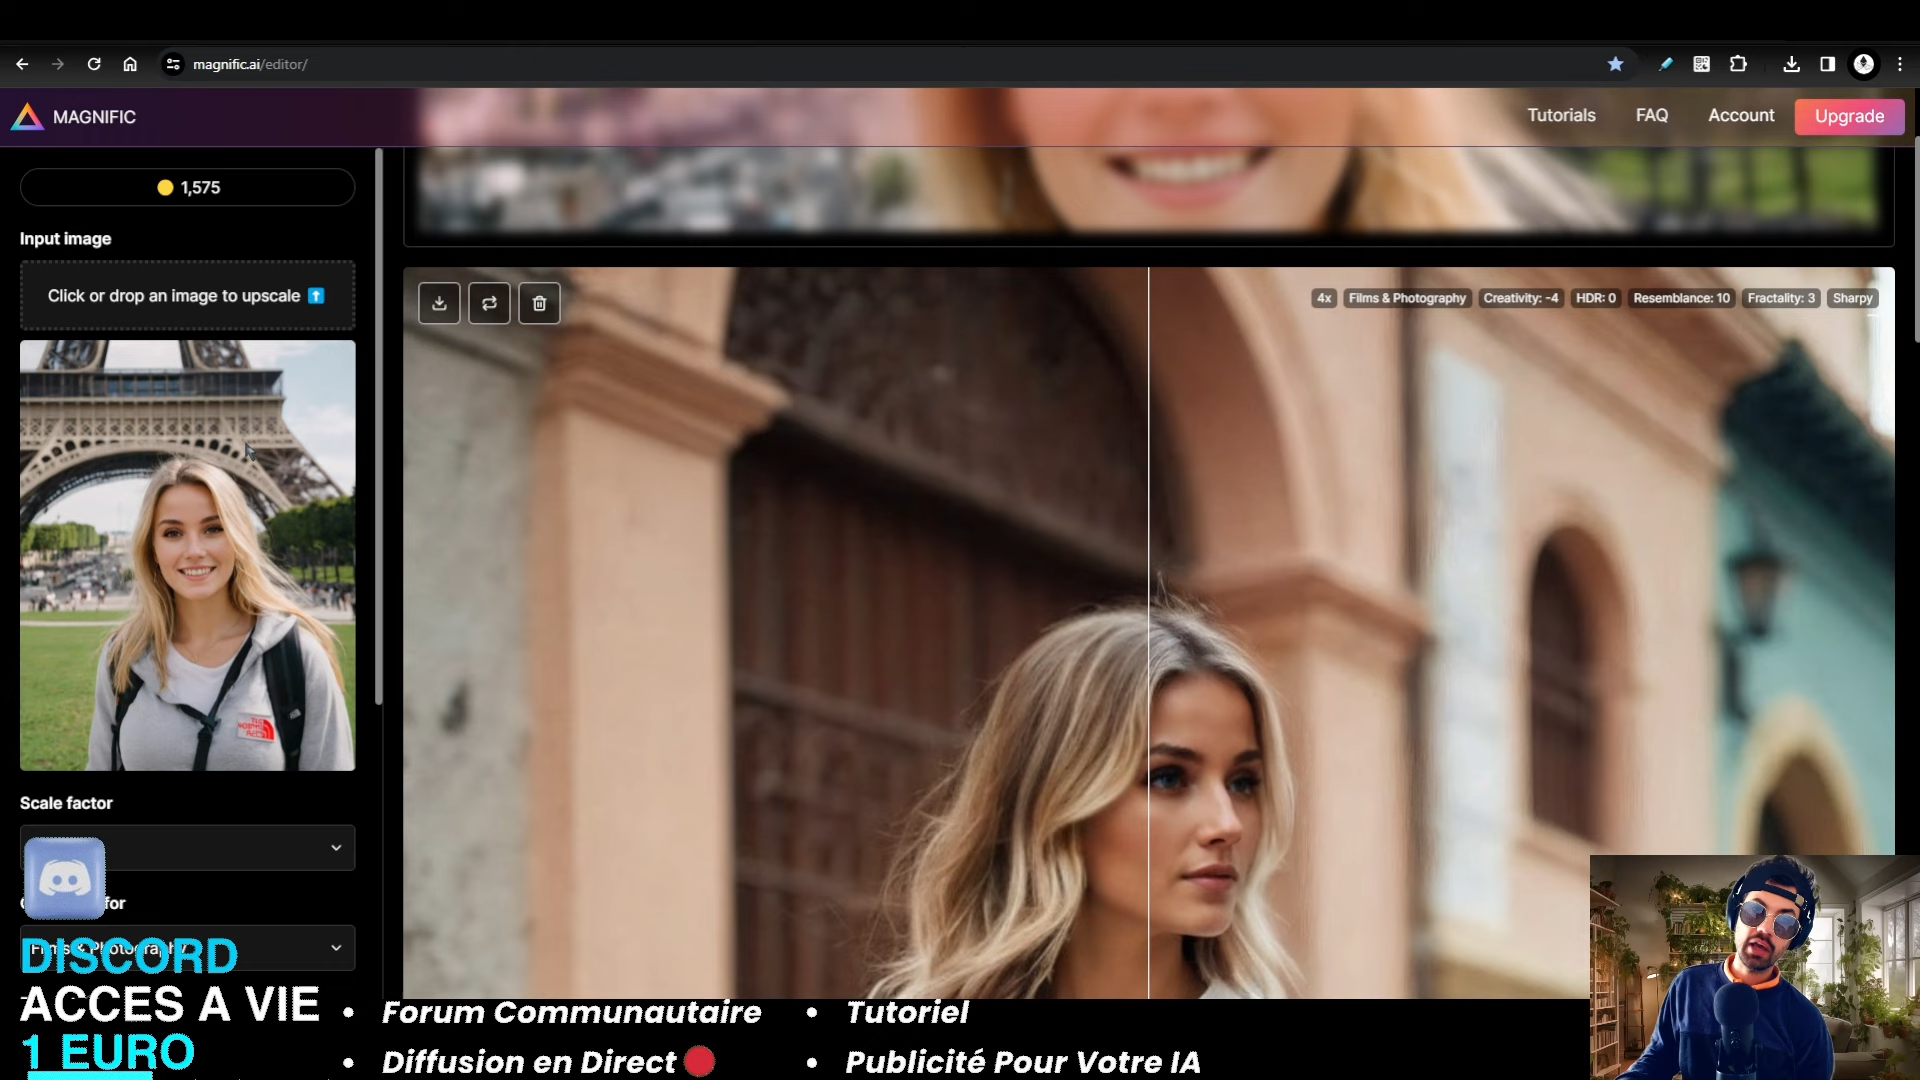 magnific.ai/editor/
MAGNIFIC
Tutorials
FAQ
Account
Upgrade
1,575
Input image
Click or drop an image to upscale
4x
Films & Photography
Creativity: -4
HDR: 0
Resemblance: 10
Fractality: 3
Sharpy
Scale factor
for
Films & Photography
DISCORD
ACCES A VIE
1 EURO
• Forum Communautaire
• Diffusion en Direct
• Tutoriel
• Publicité Pour Votre IA